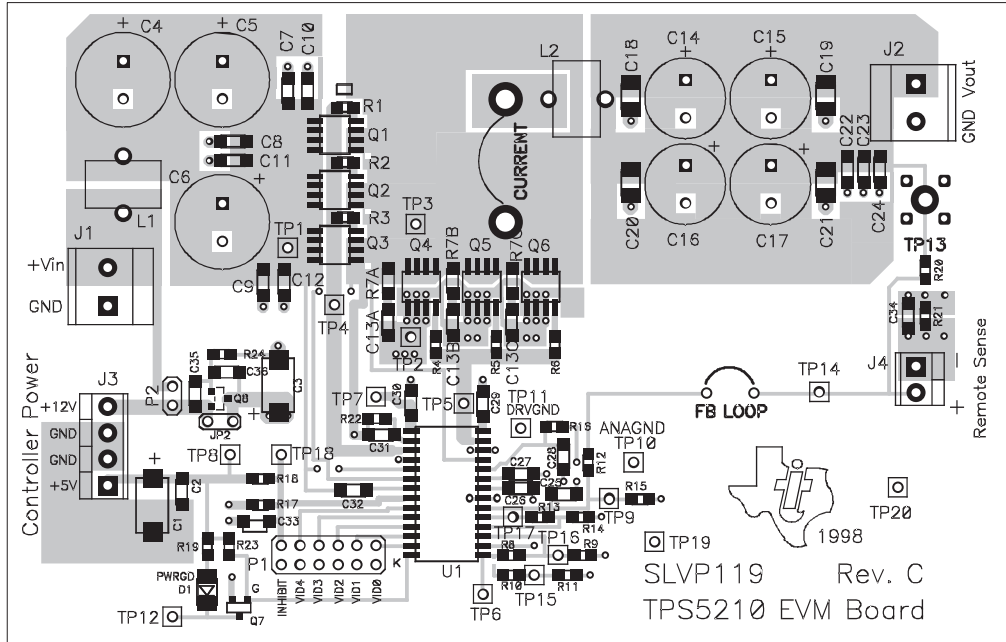 + C4
+ C5
C7
C10
L2
C18
+ C14
+ C15
C19
J2
GND Vout
R1
Q1
C8
C11
R2
C22
C23
C6
+
Q2
CURRENT
+
+
L1
R3
TP3
C24
J1
TP1
Q3
R7B
R7C
C20
C16
C17
C21
TP13
+Vin
Q4
Q5
Q6
R20
C9
C12
R7A
GND
TP4
C13A
C34
R21
TP2
R4
C13B
R5
C13C
R6
J4
-
C35
R24
C36
C3
TP14
J3
P2
Q8
TP7
C30
TP5
C29
TP11
FB LOOP
+
Remote Sense
Controller Power
+12V
+
DRVGND
JP2
R22
R18
ANAGND
GND
TP8
TP18
C31
C28
R12
TP10
GND
C27
+5V
+
C2
R16
C32
C25
C26
R13
TP9
R15
TP20
C1
R17
C33
TP17
R14
1998
R19
R23
P1
K
U1
R8
TP16
R9
TP19
PWRGD
D1
G
INHIBIT
VID4
VID3
VID2
VID1
VID0
R10
TP15
R11
SLVP119 Rev. C
TP12
Q7
TP6
TPS5210 EVM Board